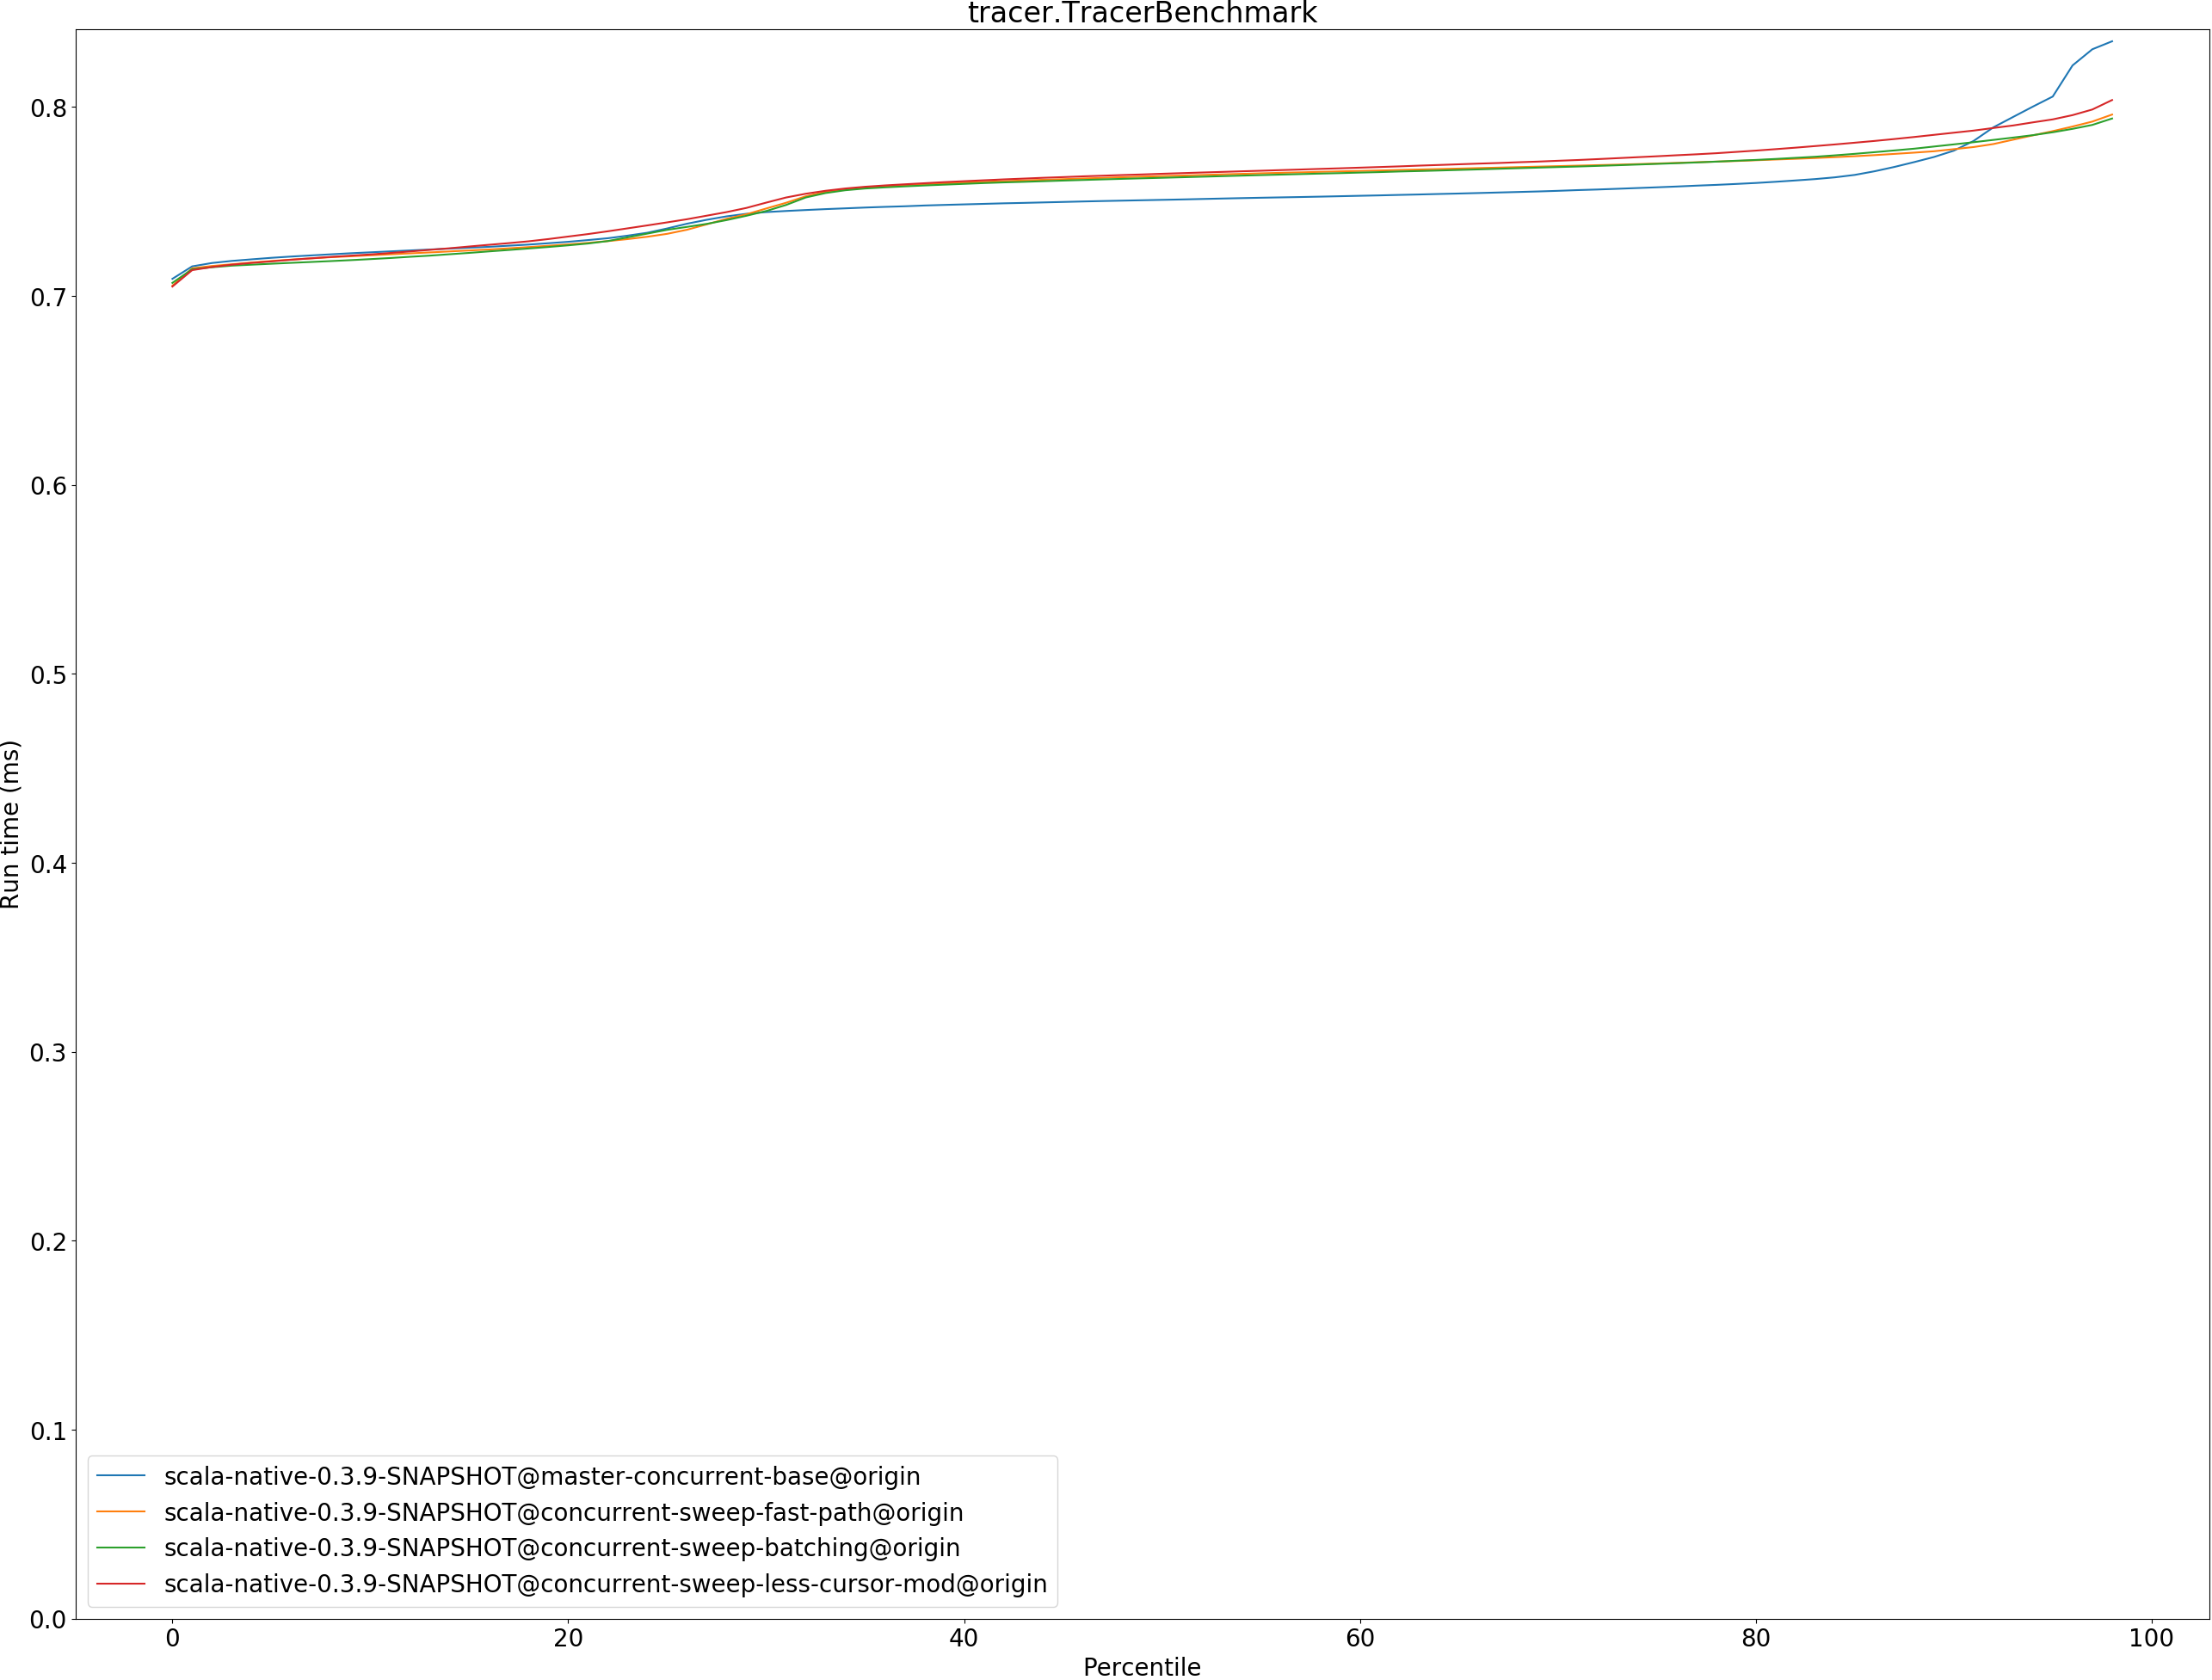 tracer.TracerBenchmark
0.8
0.7
0.6
0.5
0.4
0.3
0.2
0.1
0.0
Run time (ms)
scala-native-0.3.9-SNAPSHOT@master-concurrent-base@origin
scala-native-0.3.9-SNAPSHOT@concurrent-sweep-fast-path@origin
scala-native-0.3.9-SNAPSHOT@concurrent-sweep-batching@origin
scala-native-0.3.9-SNAPSHOT@concurrent-sweep-less-cursor-mod@origin
0 20 40 60 80 100
Percentile